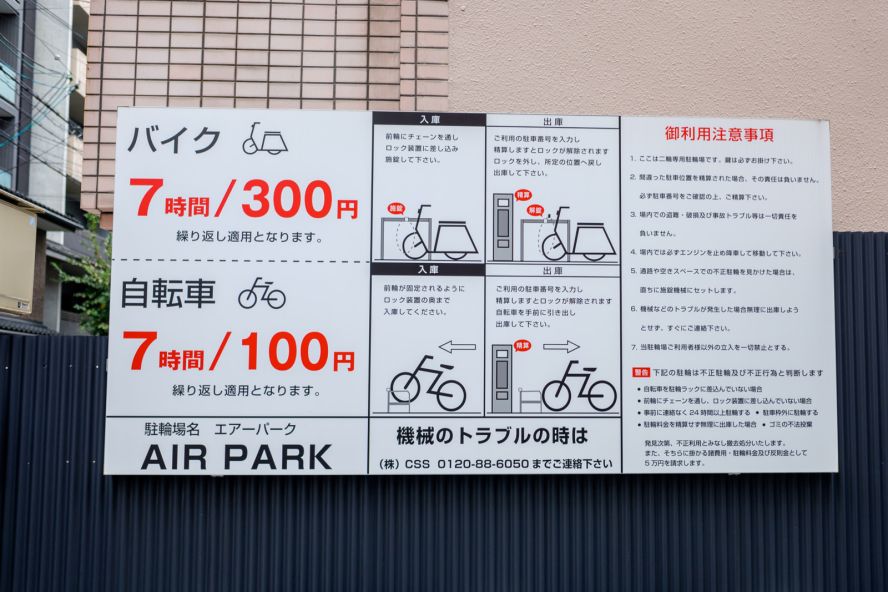 バイク
7時間/300円
繰り返し適用となります。
自転車
7時間/100円
繰り返し適用となります。
駐輪場名 エアーパーク
AIR PARK
入庫
前輪にチェーンを通し
ロック装置に差し込み
施錠して下さい。
施錠
出庫
ご利用の駐車番号を入力し
精算しますとロックが解除されます
ロックを外し、所定の位置へ戻し
出庫して下さい。
精算
解錠
入庫
前輪が固定されるように
ロック装置の奥まで
入庫してください。
出庫
ご利用の駐車番号を入力し
精算しますとロックが解除されます
自転車を手前に引き出し
出庫して下さい。
精算
機械のトラブルの時は
(株) CSS 0120-88-6050 までご連絡下さい
御利用注意事項
1. ここは二輪専用駐輪場です。鍵は必ずお掛け下さい。
2. 間違った駐車位置を精算された場合、その責任は負いません。
必ず駐車番号をご確認の上、ご精算下さい。
3. 場内での盗難・破損及び事故トラブル等は一切責任を
負いません。
4. 場内では必ずエンジンを止め降車して移動して下さい。
5. 通路や空きスペースでの不正駐輪を見かけた場合は、
直ちに施錠機械にセットします。
6. 機械などのトラブルが発生した場合無理に出庫しよう
とせず、すぐにご連絡下さい。
7. 当駐輪場ご利用者様以外の立入を一切禁止とする。
警告 下記の駐輪は不正駐輪及び不正行為と判断します
● 自転車を駐輪ラックに差込んでいない場合
● 前輪にチェーンを通し、ロック装置に差し込んでいない場合
● 事前に連絡なく24時間以上駐輪する ● 駐車枠外に駐輪する
● 駐輪料金を精算せず無理に出庫した場合 ● ゴミの不法投棄
発見次第、不正利用とみなし撤去処分いたします。
また、そちらに掛かる諸費用・駐輪料金及び反則金として
5万円を請求します。